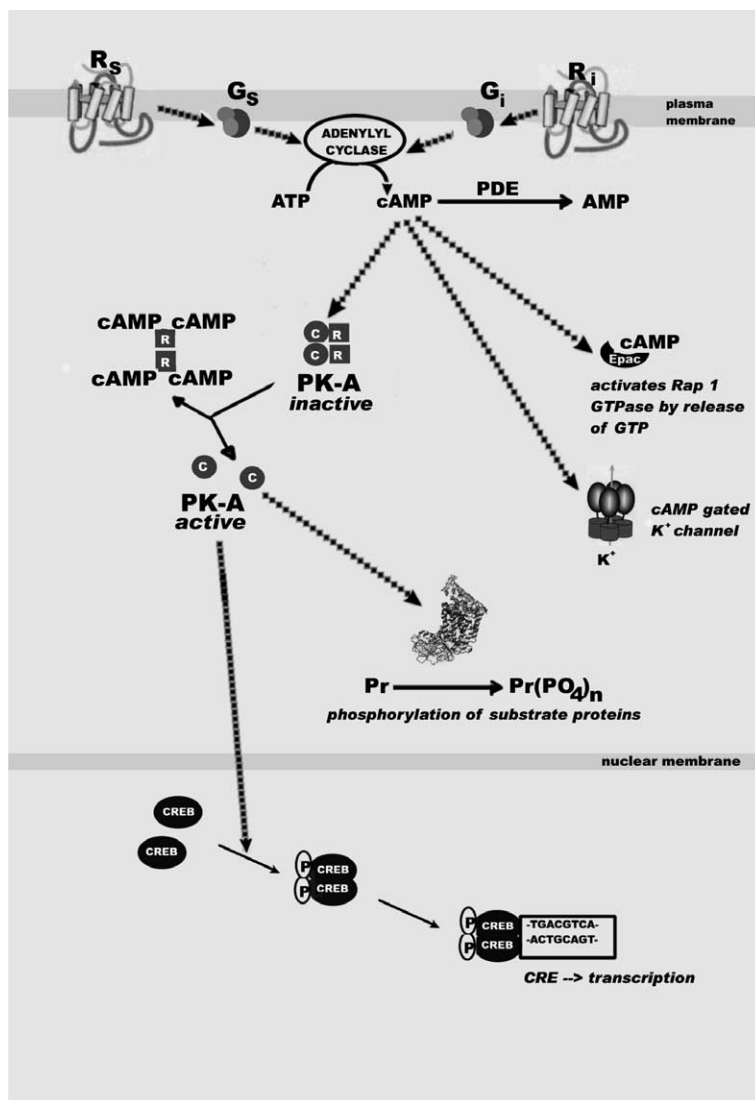 Rs
Gs
Gi
Ri
plasma
membrane
ADENYLYL
CYCLASE
ATP
cAMP
PDE
AMP
cAMP cAMP
R
R
cAMP cAMP
C R
C R
PK-A
inactive
cAMP
Epac
activates Rap 1
GTPase by release
of GTP
C
C
PK-A
active
cAMP gated
K+ channel
K+
Pr
Pr(PO4)n
phosphorylation of substrate proteins
nuclear membrane
CREB
CREB
P CREB
P CREB
P CREB -TGACGTCA-
P CREB -ACTGCAGT-
CRE --> transcription